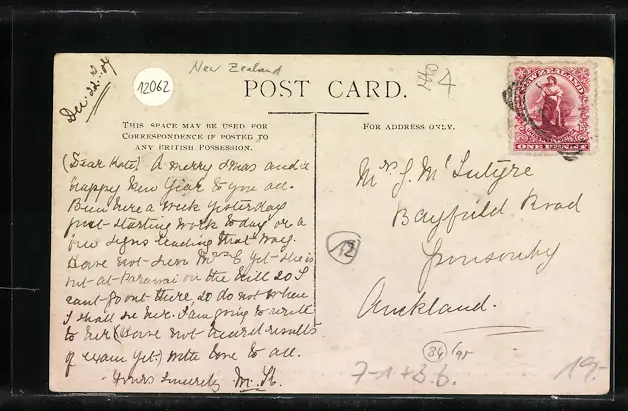 Dec. 22nd 04
12062
New Zealand
POST CARD.
4
NEW ZEALAND
ONE PENNY
THIS SPACE MAY BE USED FOR
CORRESPONDENCE IF POSTED TO
ANY BRITISH POSSESSION.
FOR ADDRESS ONLY.
(Dear Kate) A merry Xmas and a
happy New Year to you all.
Been here a week yesterday
just starting work today or a
few signs leading that way.
Have not seen Mrs C yet she is
out at Pararai on the hill so I
cant go out there, so do not when
I shall see her. I am going to write
to her (Have not heard results
of exam yet.) with love to all.
Yours sincerely M. H.
Mrs J. McIntyre
Bayfield Road
Ponsonby
Auckland.
12
84/95
7-1+3.6.
19-